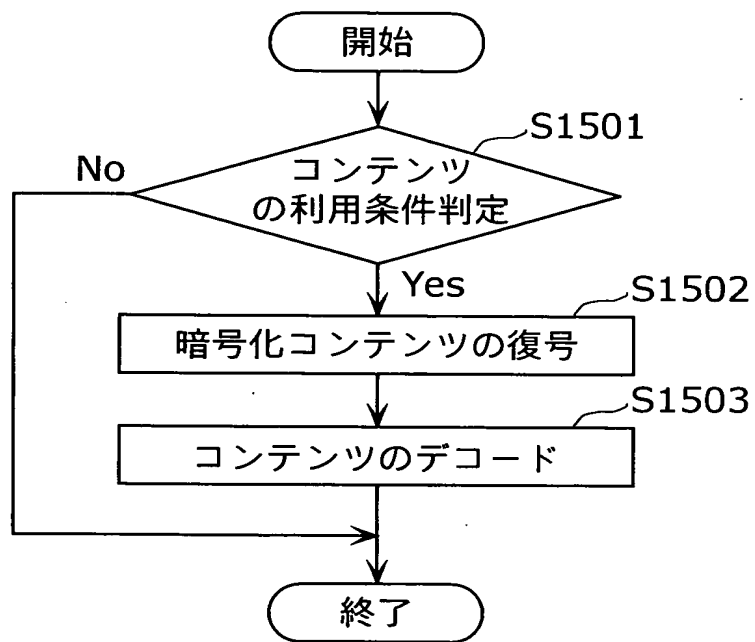 開始
S1501
No
コンテンツ
の利用条件判定
Yes
S1502
暗号化コンテンツの復号
S1503
コンテンツのデコード
終了